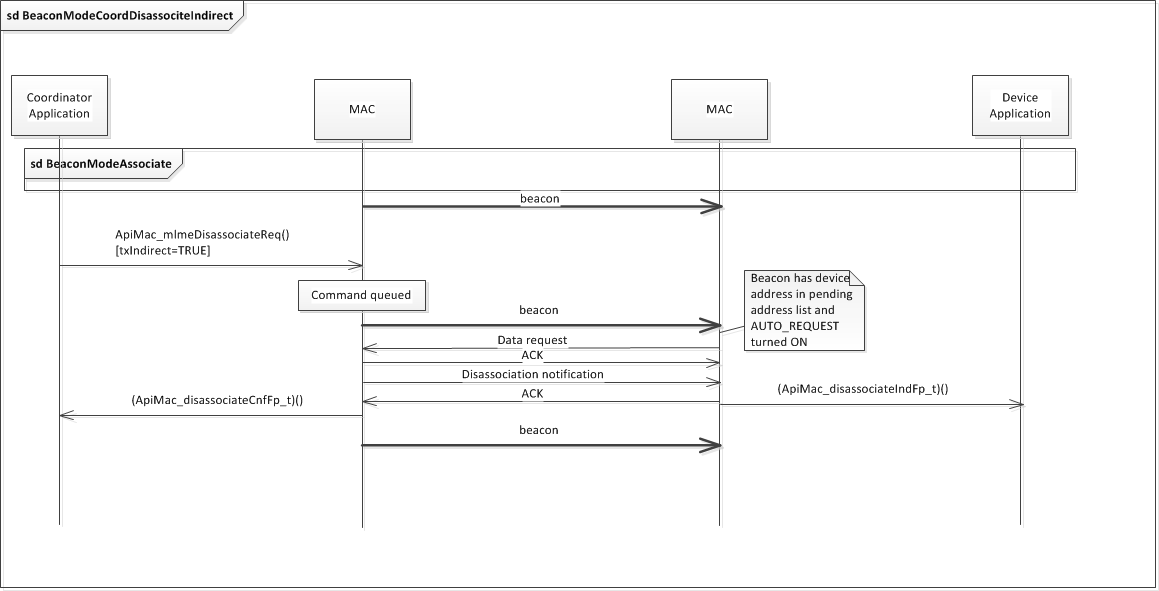 sd BeaconModeCoordDisassociteIndirect
Coordinator
Application
MAC
MAC
Device
Application
sd BeaconModeAssociate
beacon
ApiMac_mlmeDisassociateReq()
[txIndirect=TRUE]
Command queued
beacon
Beacon has device
address in pending
address list and
AUTO_REQUEST
turned ON
Data request
ACK
Disassociation notification
(ApiMac_disassociateIndFp_t)()
ACK
(ApiMac_disassociateCnfFp_t)()
beacon